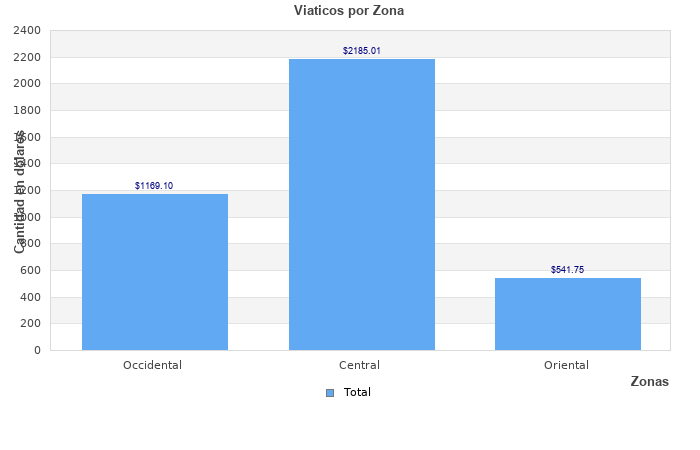 Viaticos por Zona
2400
2200
2000
1800
1600
1400
1200
1000
800
600
400
200
0
Cantidad en dólares
$1169.10
$2185.01
$541.75
Occidental
Central
Oriental
Zonas
Total